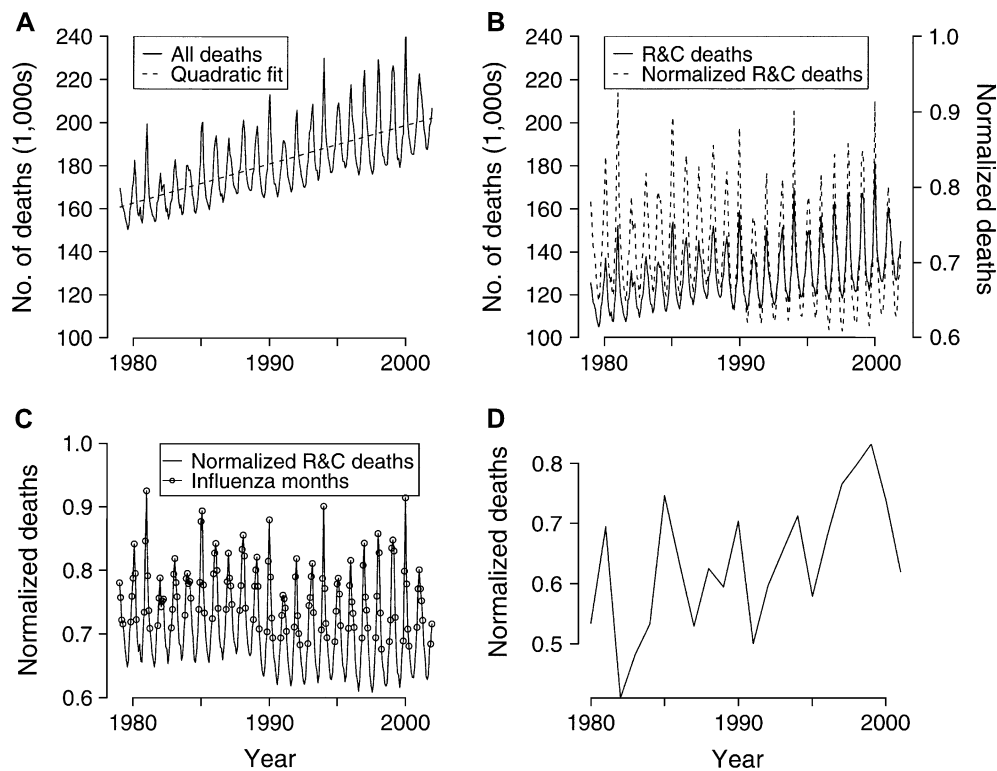 A
240
220
200
180
160
140
120
100
No. of deaths (1,000s)
All deaths
Quadratic fit
1980
1990
2000
B
240
220
200
180
160
140
120
100
No. of deaths (1,000s)
R&C deaths
Normalized R&C deaths
1.0
0.9
0.8
0.7
0.6
Normalized deaths
1980
1990
2000
C
1.0
0.9
0.8
0.7
0.6
Normalized deaths
Normalized R&C deaths
Influenza months
1980
1990
2000
Year
D
0.8
0.7
0.6
0.5
Normalized deaths
1980
1990
2000
Year